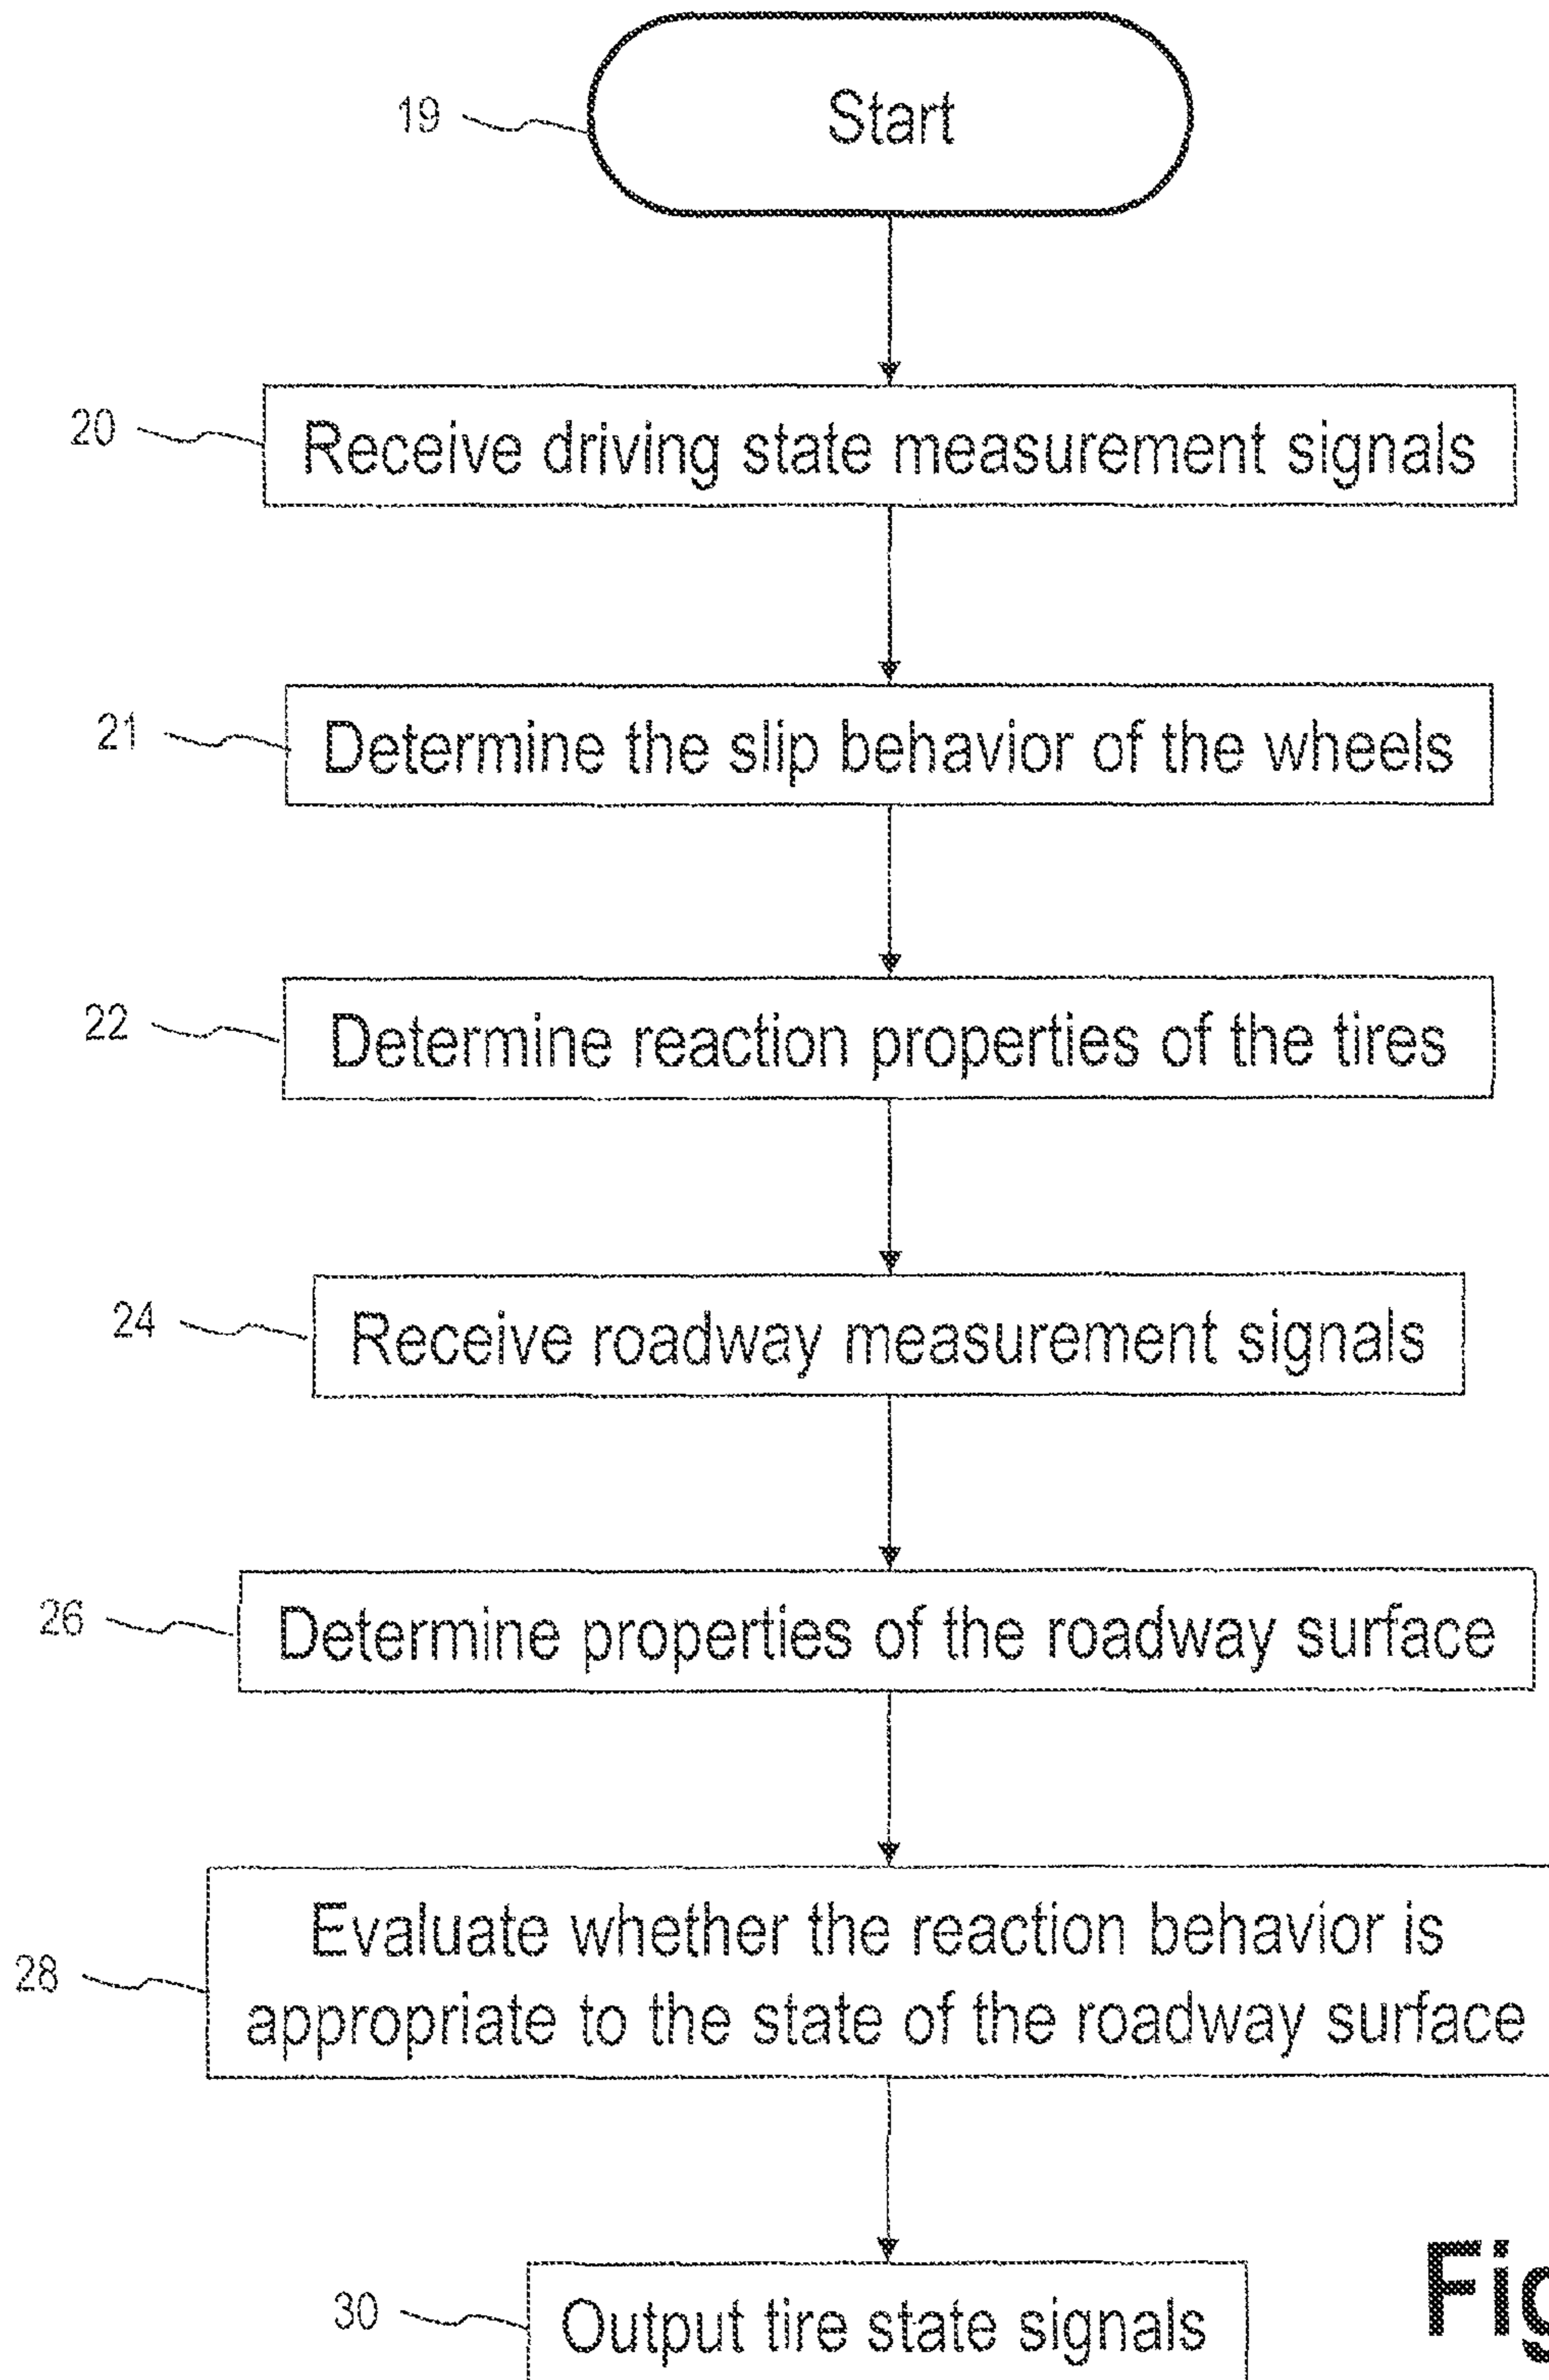 19
Start
20
Receive driving state measurement signals
21
Determine the slip behavior of the wheels
22
Determine reaction properties of the tires
24
Receive roadway measurement signals
26
Determine properties of the roadway surface
28
Evaluate whether the reaction behavior is
appropriate to the state of the roadway surface
30
Output tire state signals
Fig